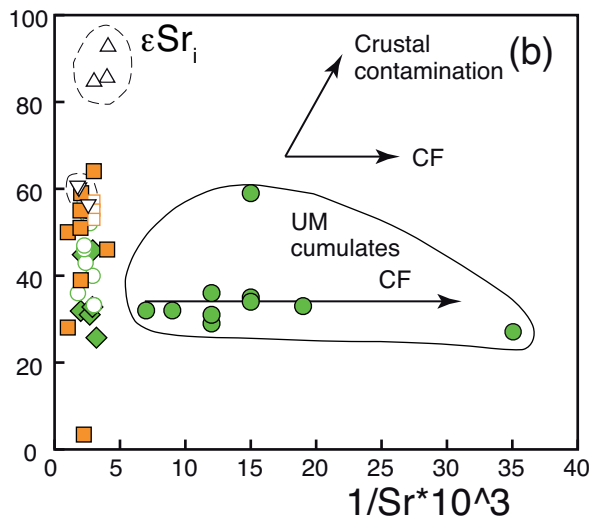 100
80
60
40
20
0
εSrᵢ
(b)
Crustal
contamination
CF
UM
cumulates
CF
0 5 10 15 20 25 30 35 40
1/Sr*10^3